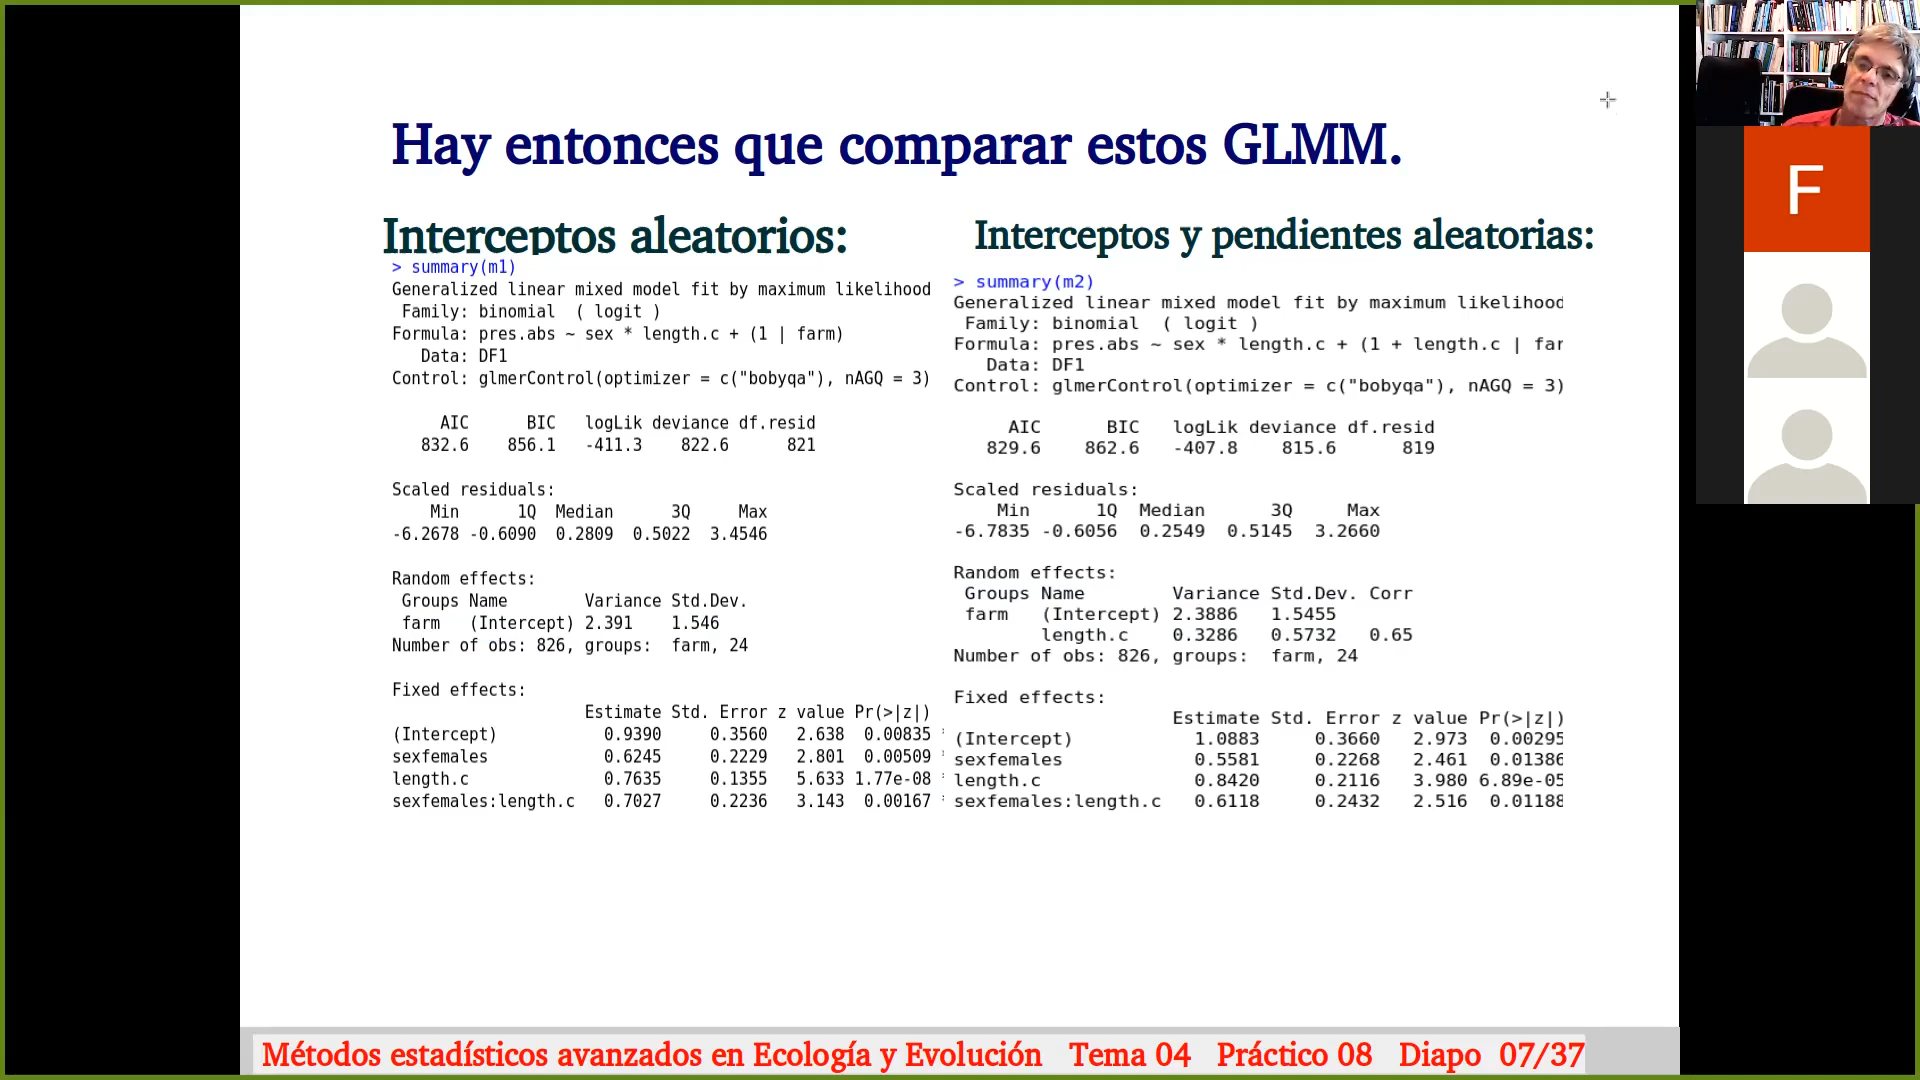 Hay entonces que comparar estos GLMM.
Interceptos aleatorios:
> summary(m1)
Generalized linear mixed model fit by maximum likelihood
Family: binomial  ( logit )
Formula: pres.abs ~ sex * length.c + (1 | farm)
Data: DF1
Control: glmerControl(optimizer = c("bobyqa"), nAGQ = 3)
AIC BIC logLik deviance df.resid
832.6 856.1 -411.3 822.6 821
Scaled residuals:
Min 1Q Median 3Q Max
-6.2678 -0.6090 0.2809 0.5022 3.4546
Random effects:
Groups Name Variance Std.Dev.
farm (Intercept) 2.391 1.546
Number of obs: 826, groups: farm, 24
Fixed effects:
Estimate Std. Error z value Pr(>|z|)
(Intercept) 0.9390 0.3560 2.638 0.00835
sexfemales 0.6245 0.2229 2.801 0.00509
length.c 0.7635 0.1355 5.633 1.77e-08
sexfemales:length.c 0.7027 0.2236 3.143 0.00167
Interceptos y pendientes aleatorias:
> summary(m2)
Generalized linear mixed model fit by maximum likelihood
Family: binomial  ( logit )
Formula: pres.abs ~ sex * length.c + (1 + length.c | far
Data: DF1
Control: glmerControl(optimizer = c("bobyqa"), nAGQ = 3)
AIC BIC logLik deviance df.resid
829.6 862.6 -407.8 815.6 819
Scaled residuals:
Min 1Q Median 3Q Max
-6.7835 -0.6056 0.2549 0.5145 3.2660
Random effects:
Groups Name Variance Std.Dev. Corr
farm (Intercept) 2.3886 1.5455
length.c 0.3286 0.5732 0.65
Number of obs: 826, groups: farm, 24
Fixed effects:
Estimate Std. Error z value Pr(>|z|)
(Intercept) 1.0883 0.3660 2.973 0.00295
sexfemales 0.5581 0.2268 2.461 0.01386
length.c 0.8420 0.2116 3.980 6.89e-05
sexfemales:length.c 0.6118 0.2432 2.516 0.01188
F
Métodos estadísticos avanzados en Ecología y Evolución Tema 04 Práctico 08 Diapo 07/37